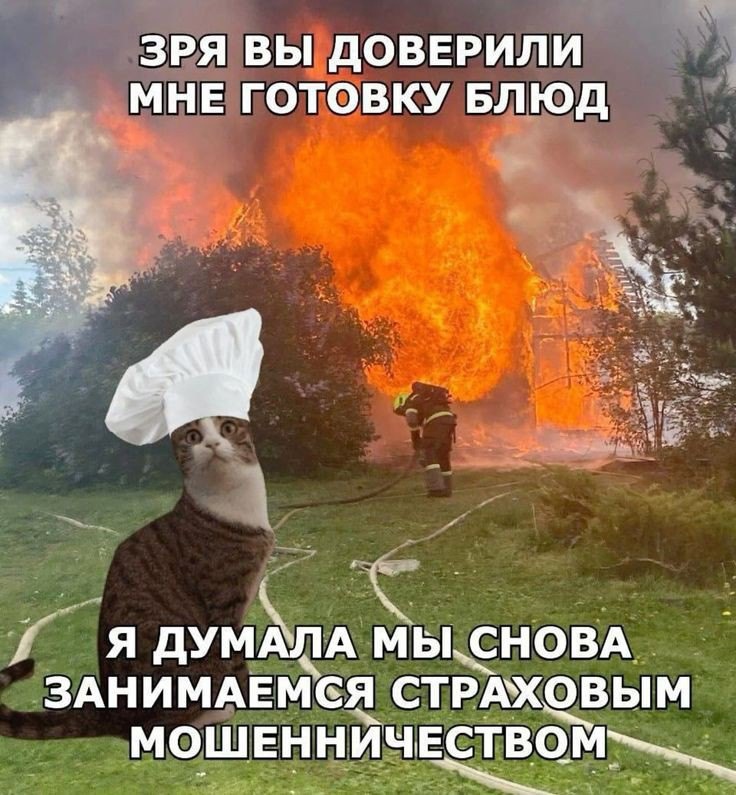 ЗРЯ ВЫ ДОВЕРИЛИ
МНЕ ГОТОВКУ БЛЮД
Я ДУМАЛА МЫ СНОВА
ЗАНИМАЕМСЯ СТРАХОВЫМ
МОШЕННИЧЕСТВОМ